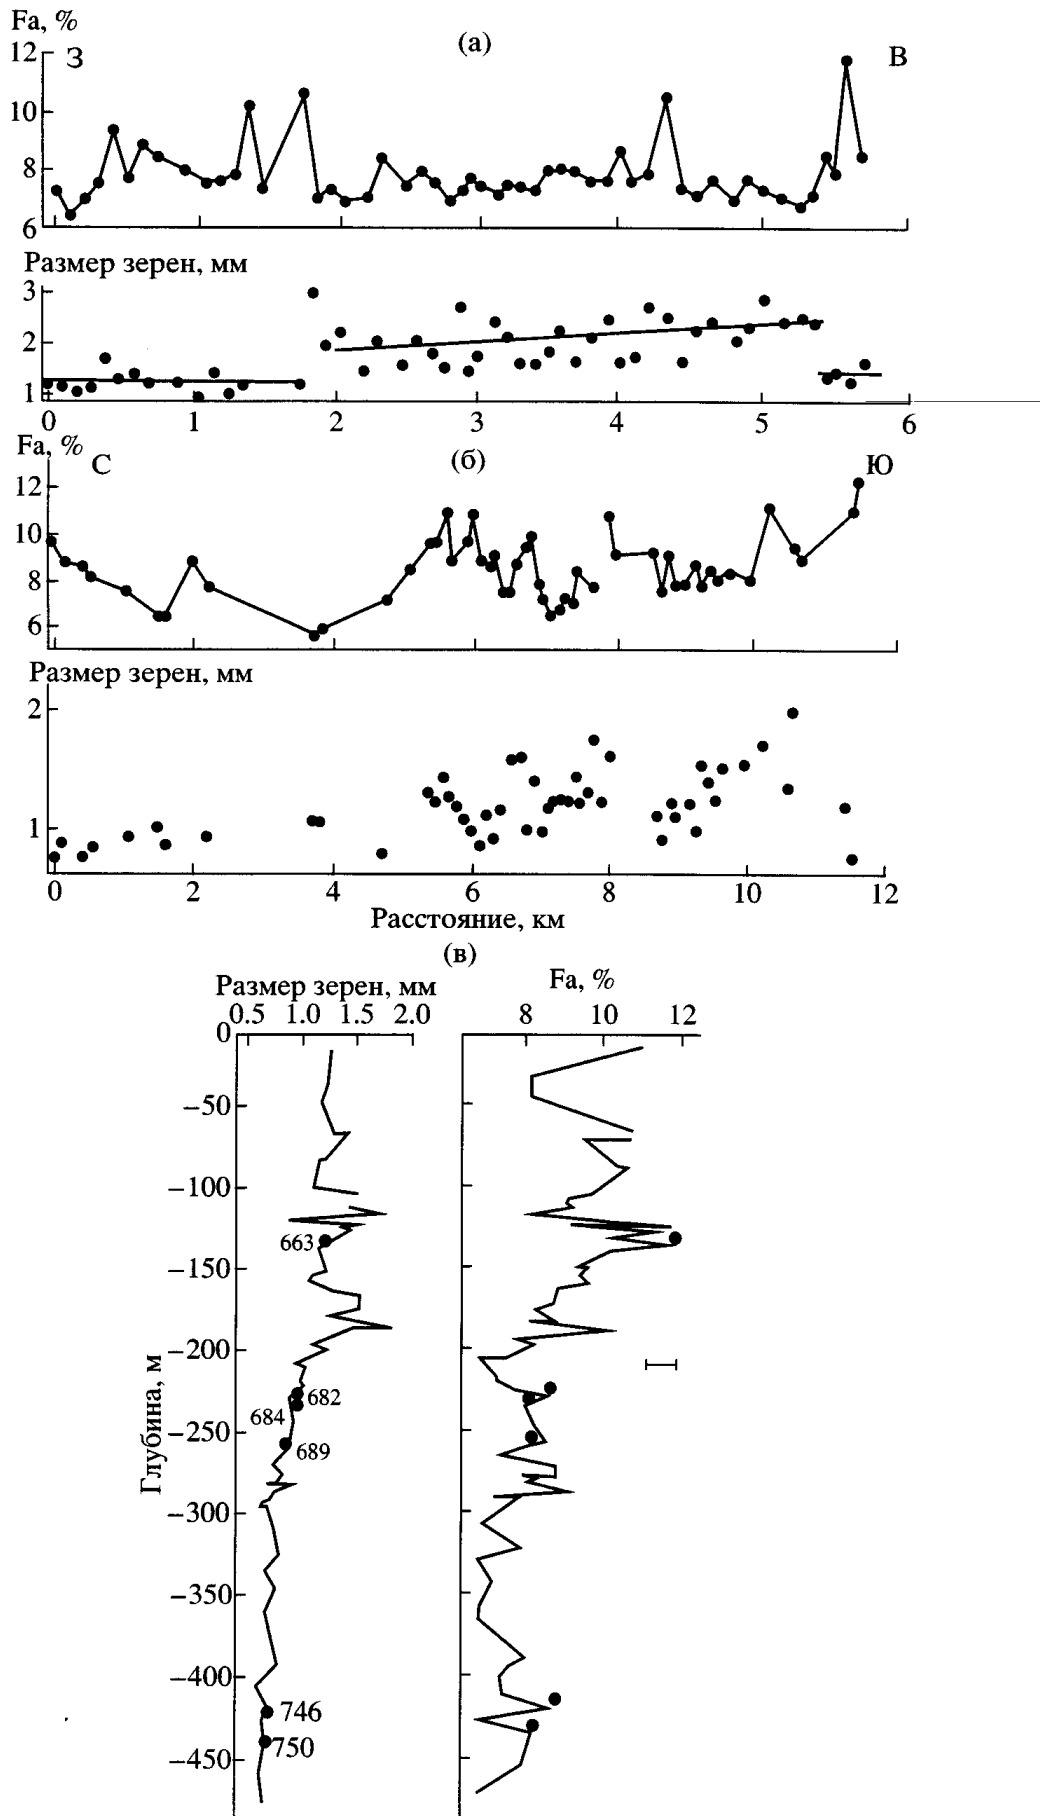 Fa, %
(а)
З
В
12
10
8
6
Размер зерен, мм
3
2
1
0 1 2 3 4 5 6
Fa, %
С
(б)
Ю
12
10
8
6
Размер зерен, мм
2
1
0 2 4 6 8 10 12
Расстояние, км
(в)
Размер зерен, мм
Fa, %
0.5 1.0 1.5 2.0
8 10 12
0
–50
–100
663
–150
–200
682
684
–250
689
–300
–350
–400
746
750
–450
Глубина, м